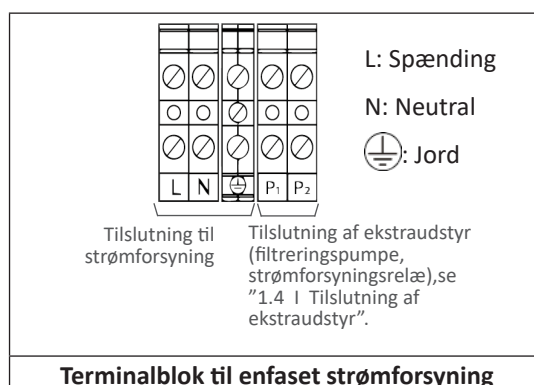 L: Spænding
N: Neutral
: Jord
L N P₁ P₂
Tilslutning til
strømforsyning
Tilslutning af ekstraudstyr
(filtreringspumpe,
strømforsyningsrelæ),se
”1.4 I Tilslutning af
ekstraudstyr”.
Terminalblok til enfaset strømforsyning